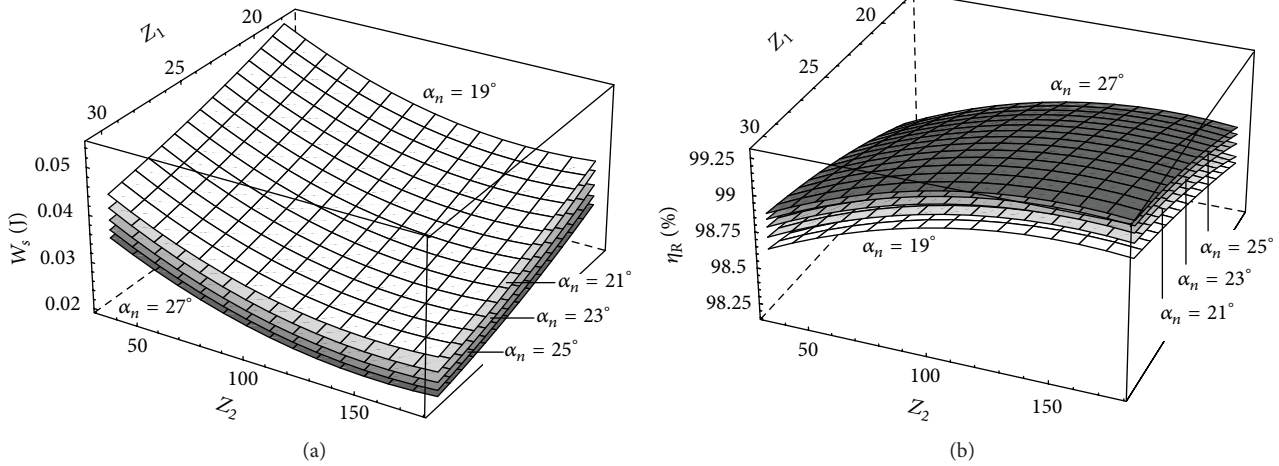 20
Z1
25
30
αn = 19°
0.05
0.04
0.03
0.02
Ws (J)
αn = 27°
50
100
150
Z2
αn = 21°
αn = 23°
αn = 25°
(a)
20
Z1
25
30
αn = 27°
99.25
99
98.75
98.5
98.25
ηR (%)
αn = 19°
αn = 25°
αn = 23°
αn = 21°
50
100
150
Z2
(b)